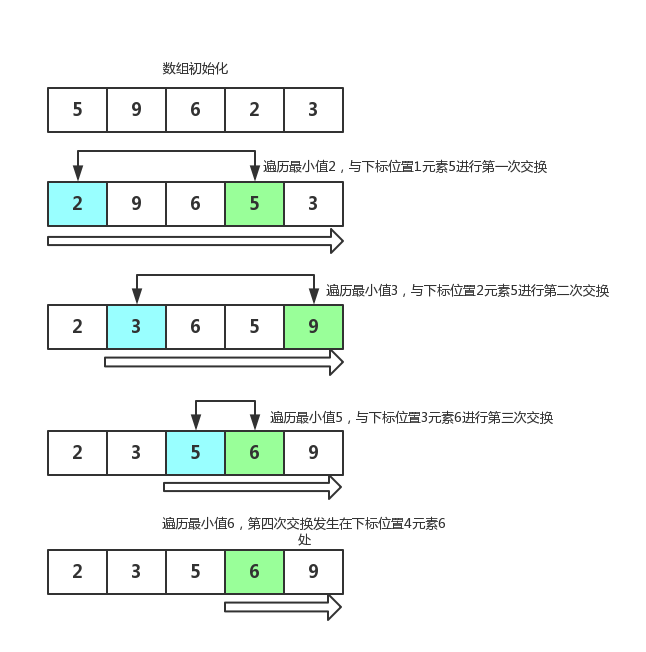 数组初始化
5 9 6 2 3
遍历最小值2，与下标位置1元素5进行第一次交换
2 9 6 5 3
遍历最小值3，与下标位置2元素5进行第二次交换
2 3 6 5 9
遍历最小值5，与下标位置3元素6进行第三次交换
2 3 5 6 9
遍历最小值6，第四次交换发生在下标位置4元素6
处
2 3 5 6 9